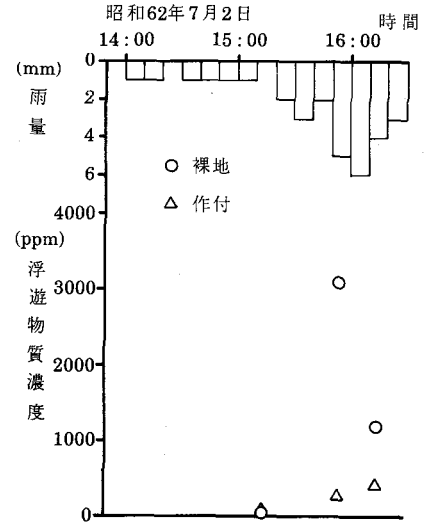 昭和62年7月2日
時間
14:00 15:00 16:00
(mm)
雨量
0
2
4
6
○ 裸地
△ 作付
(ppm)
浮遊物質濃度
4000
3000
2000
1000
0